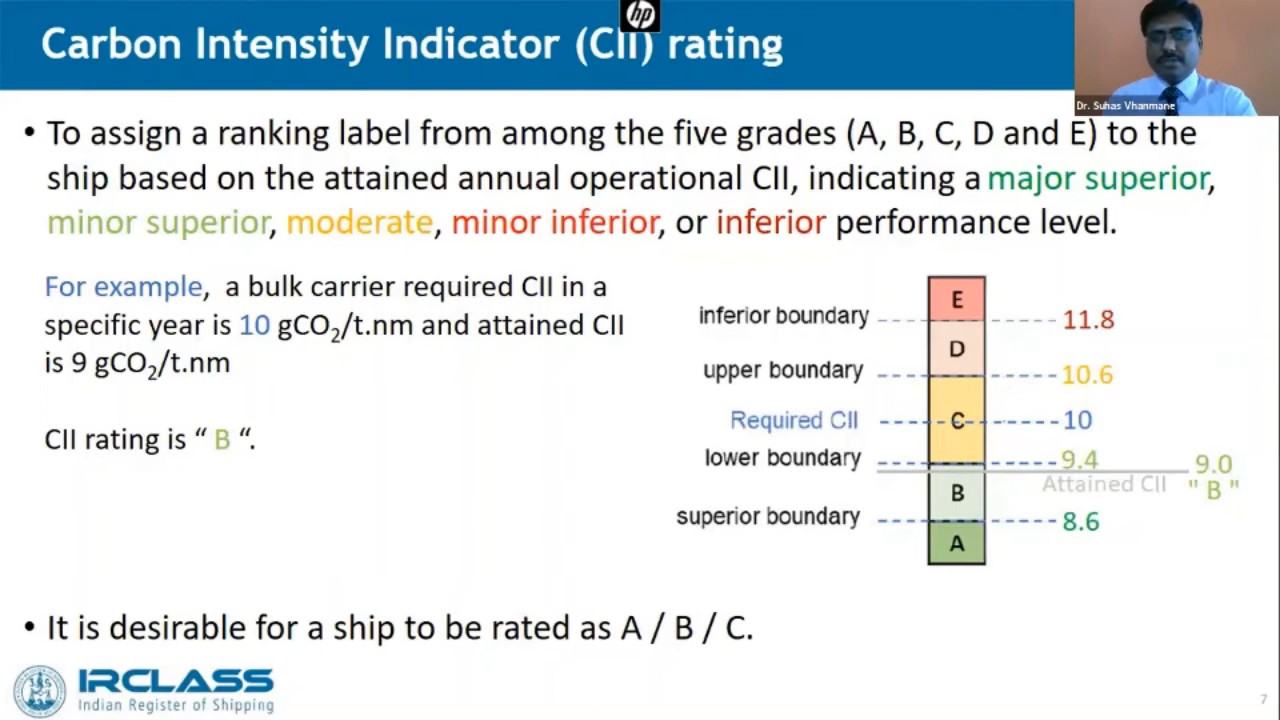 hp
Carbon Intensity Indicator (CII) rating
Dr. Suhas Vhanmane
• To assign a ranking label from among the five grades (A, B, C, D and E) to the
ship based on the attained annual operational CII, indicating a major superior,
minor superior, moderate, minor inferior, or inferior performance level.
For example, a bulk carrier required CII in a
specific year is 10 gCO₂/t.nm and attained CII
is 9 gCO₂/t.nm
CII rating is “ B “.
E
inferior boundary 11.8
D
upper boundary 10.6
Required CII C 10
lower boundary 9.4
9.0
Attained CII
" B "
B
superior boundary 8.6
A
• It is desirable for a ship to be rated as A / B / C.
IRCLASS
Indian Register of Shipping
7